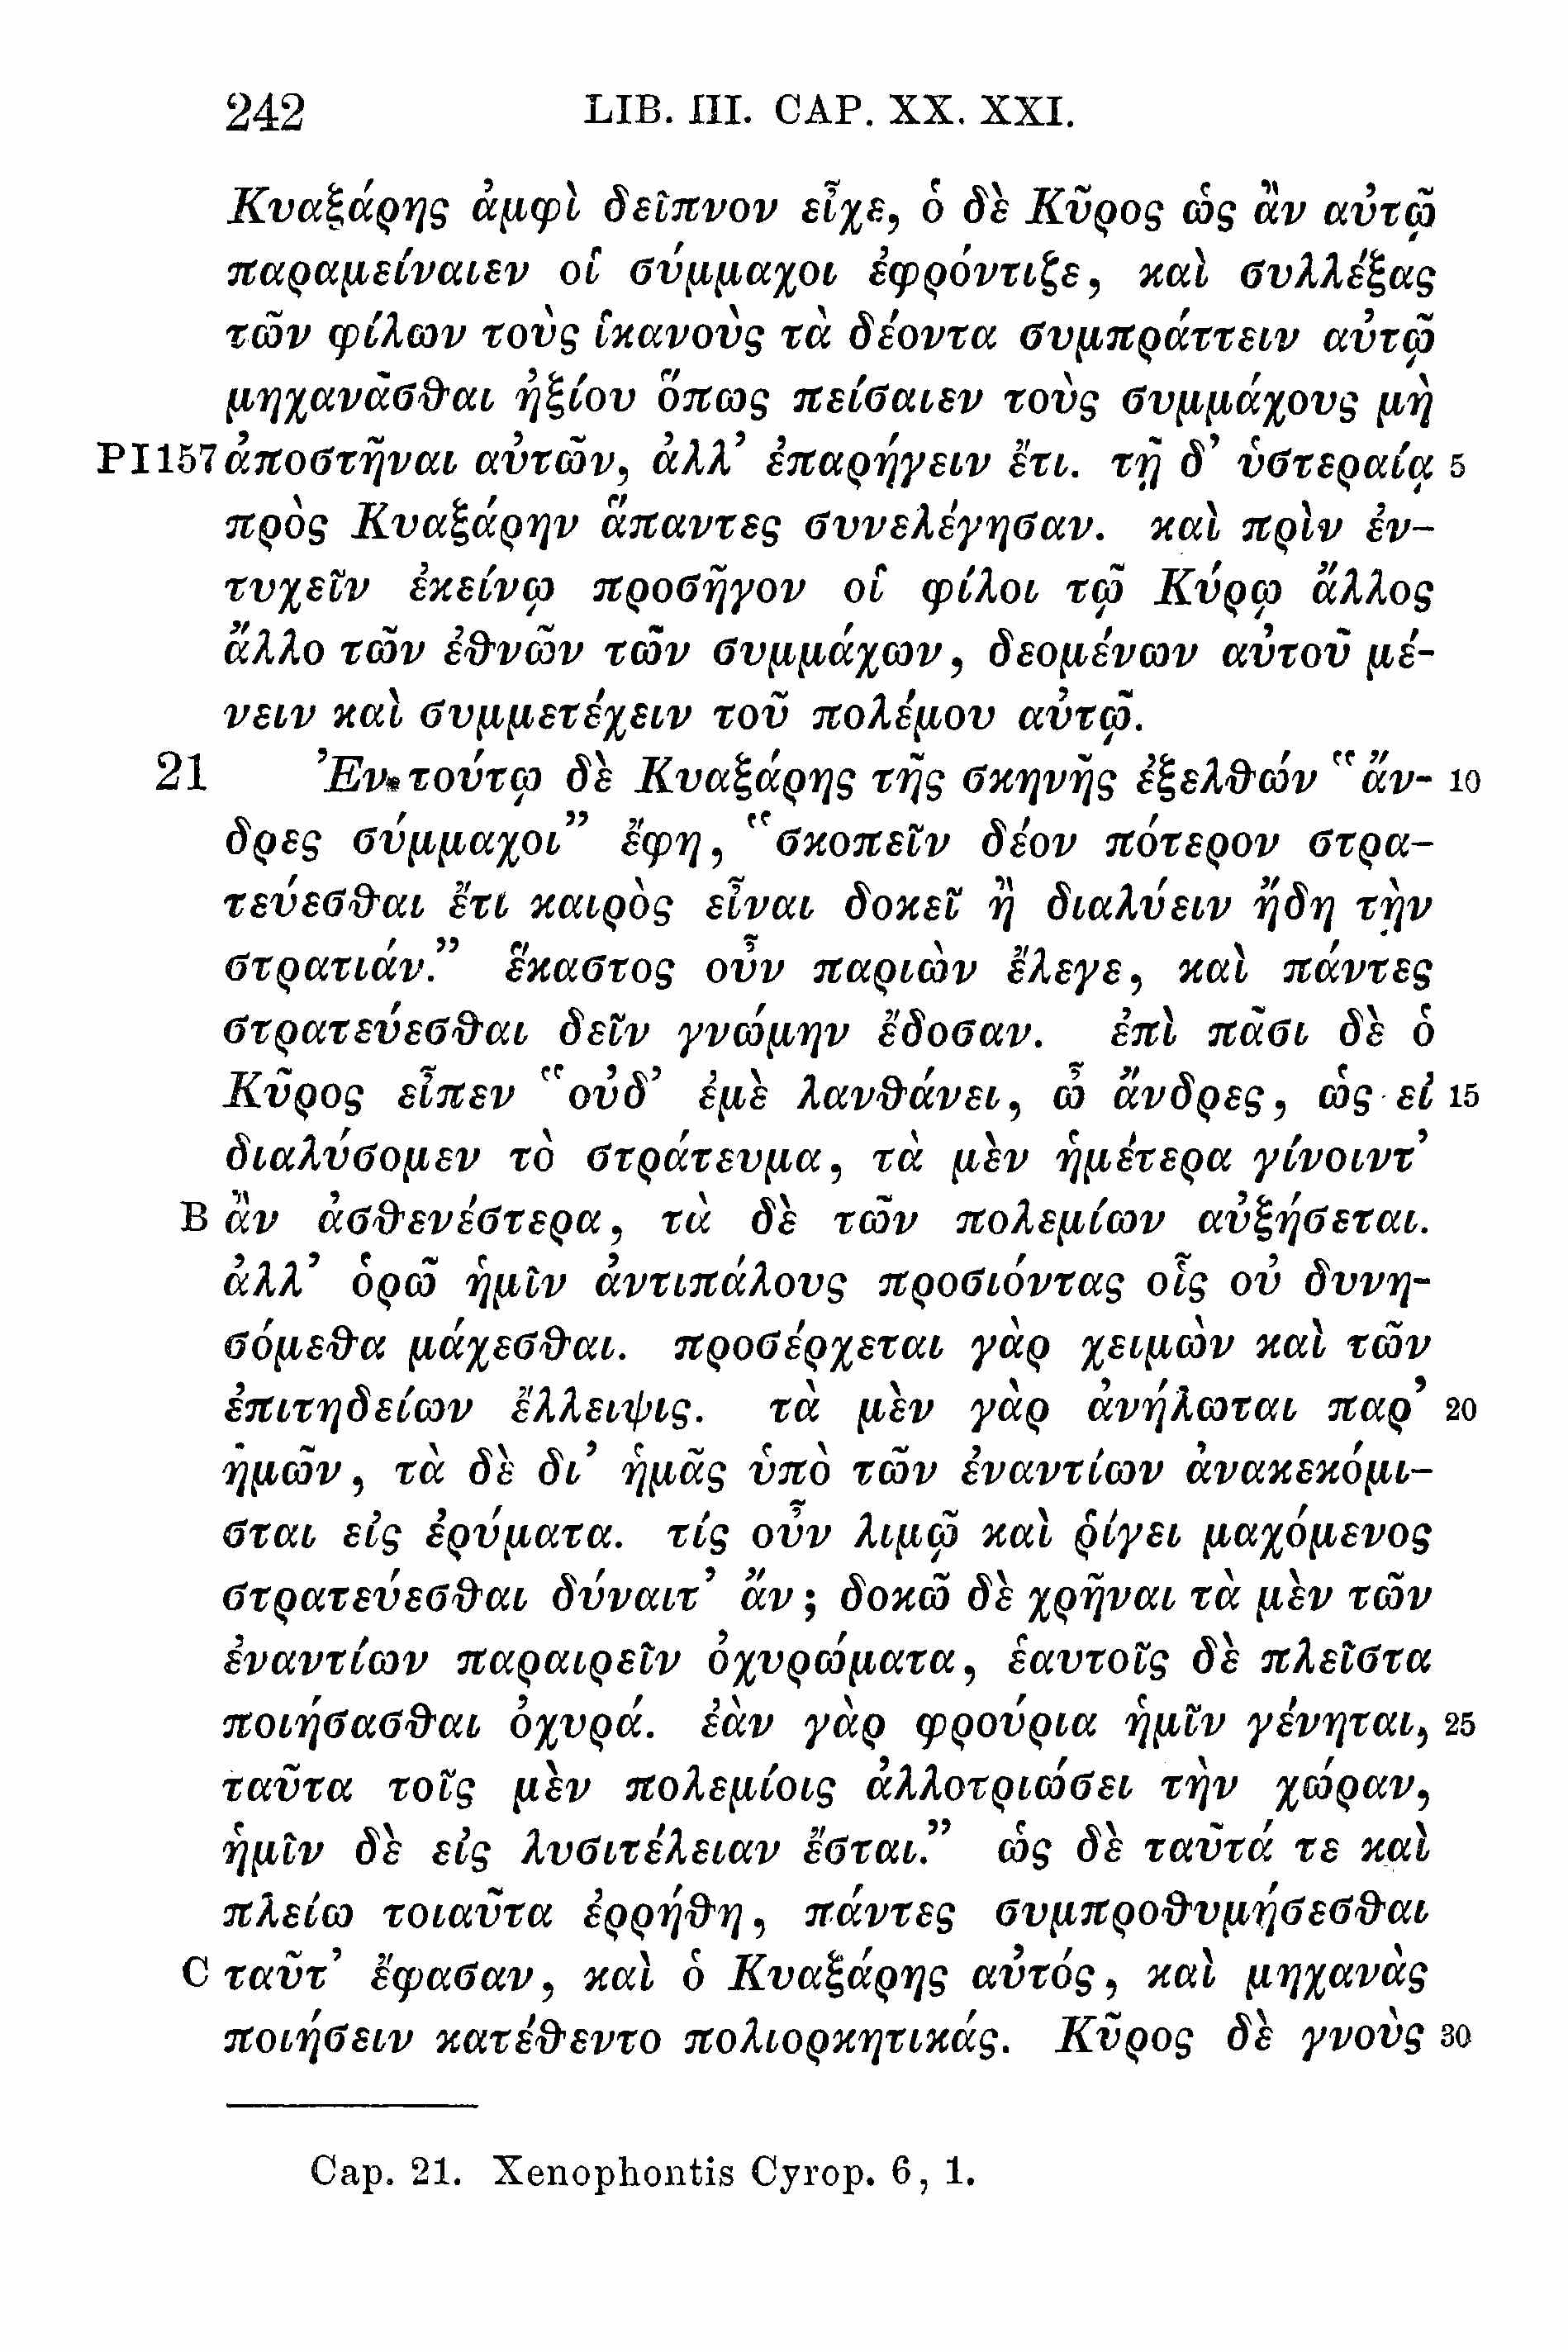 242 LIB. III. CAP. XX. XXI.
Κυαξάρης ἀμφὶ δεῖπνον εἶχε, ὁ δὲ Κῦρος ὡς ἂν αὐτῷ
παραμείναιεν οἱ σύμμαχοι ἐφρόντιζε, καὶ συλλέξας
τῶν φίλων τοὺς ἱκανοὺς τὰ δέοντα συμπράττειν αὐτῷ
μηχανᾶσθαι ἠξίου ὅπως πείσαιεν τοὺς συμμάχους μὴ
PI157 ἀποστῆναι αὐτῶν, ἀλλ’ ἐπαρήγειν ἔτι. τῇ δ’ ὑστεραίᾳ 5
πρὸς Κυαξάρην ἅπαντες συνελέγησαν. καὶ πρὶν ἐν-
τυχεῖν ἐκείνῳ προσῆγον οἱ φίλοι τῷ Κύρῳ ἄλλος
ἄλλο τῶν ἐθνῶν τῶν συμμάχων, δεομένων αὐτοῦ μέ-
νειν καὶ συμμετέχειν τοῦ πολέμου αὐτῷ.
21 Ἐν τούτῳ δὲ Κυαξάρης τῆς σκηνῆς ἐξελθών “ἄν- 10
δρες σύμμαχοι” ἔφη, “σκοπεῖν δέον πότερον στρα-
τεύεσθαι ἔτι καιρὸς εἶναι δοκεῖ ἢ διαλύειν ἤδη τὴν
στρατιάν.” ἕκαστος οὖν παριὼν ἔλεγε, καὶ πάντες
στρατεύεσθαι δεῖν γνώμην ἔδοσαν. ἐπὶ πᾶσι δὲ ὁ
Κῦρος εἶπεν “οὐδ’ ἐμὲ λανθάνει, ὦ ἄνδρες, ὡς εἰ 15
διαλύσομεν τὸ στράτευμα, τὰ μὲν ἡμέτερα γίνοιντ’
B ἂν ἀσθενέστερα, τὰ δὲ τῶν πολεμίων αὐξήσεται.
ἀλλ’ ὁρῶ ἡμῖν ἀντιπάλους προσιόντας οἷς οὐ δυνη-
σόμεθα μάχεσθαι. προσέρχεται γὰρ χειμὼν καὶ τῶν
ἐπιτηδείων ἔλλειψις. τὰ μὲν γὰρ ἀνήλωται παρ’ 20
ἡμῶν, τὰ δὲ δι’ ἡμᾶς ὑπὸ τῶν ἐναντίων ἀνακεκόμι-
σται εἰς ἐρύματα. τίς οὖν λιμῷ καὶ ῥίγει μαχόμενος
στρατεύεσθαι δύναιτ’ ἄν; δοκῶ δὲ χρῆναι τὰ μὲν τῶν
ἐναντίων παραιρεῖν ὀχυρώματα, ἑαυτοῖς δὲ πλεῖστα
ποιήσασθαι ὀχυρά. ἐὰν γὰρ φρούρια ἡμῖν γένηται, 25
ταῦτα τοῖς μὲν πολεμίοις ἀλλοτριώσει τὴν χώραν,
ἡμῖν δὲ εἰς λυσιτέλειαν ἔσται.” ὡς δὲ ταῦτά τε καὶ
πλείω τοιαῦτα ἐρρήθη, πάντες συμπροθυμήσεσθαι
C ταῦτ’ ἔφασαν, καὶ ὁ Κυαξάρης αὐτός, καὶ μηχανὰς
ποιήσειν κατέθεντο πολιορκητικάς. Κῦρος δὲ γνοὺς 30
Cap. 21. Xenophontis Cyrop. 6, 1.